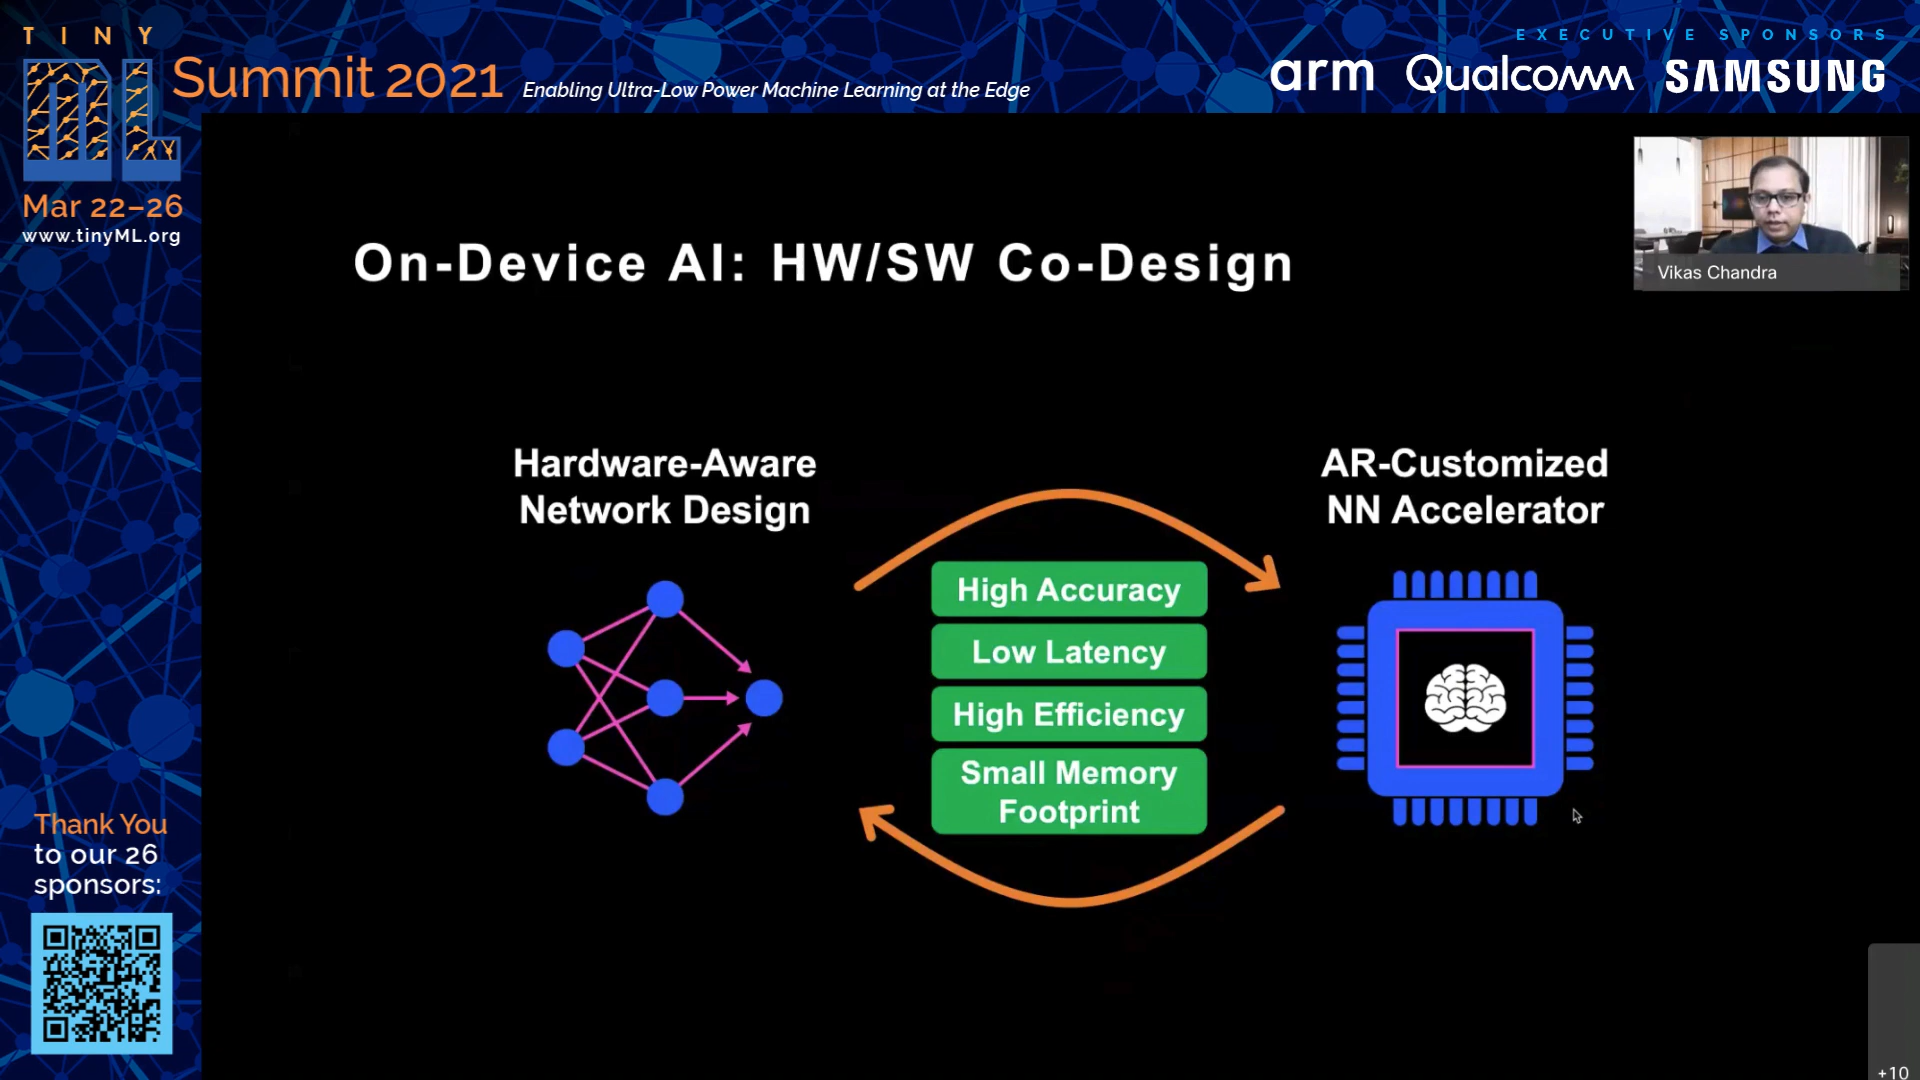 TINY
ML
Summit 2021
Enabling Ultra-Low Power Machine Learning at the Edge
EXECUTIVE SPONSORS
arm
Qualcomm
SAMSUNG
Mar 22–26
www.tinyML.org
Vikas Chandra
On-Device AI: HW/SW Co-Design
Hardware-Aware
Network Design
High Accuracy
Low Latency
High Efficiency
Small Memory
Footprint
AR-Customized
NN Accelerator
Thank You
to our 26
sponsors:
+10